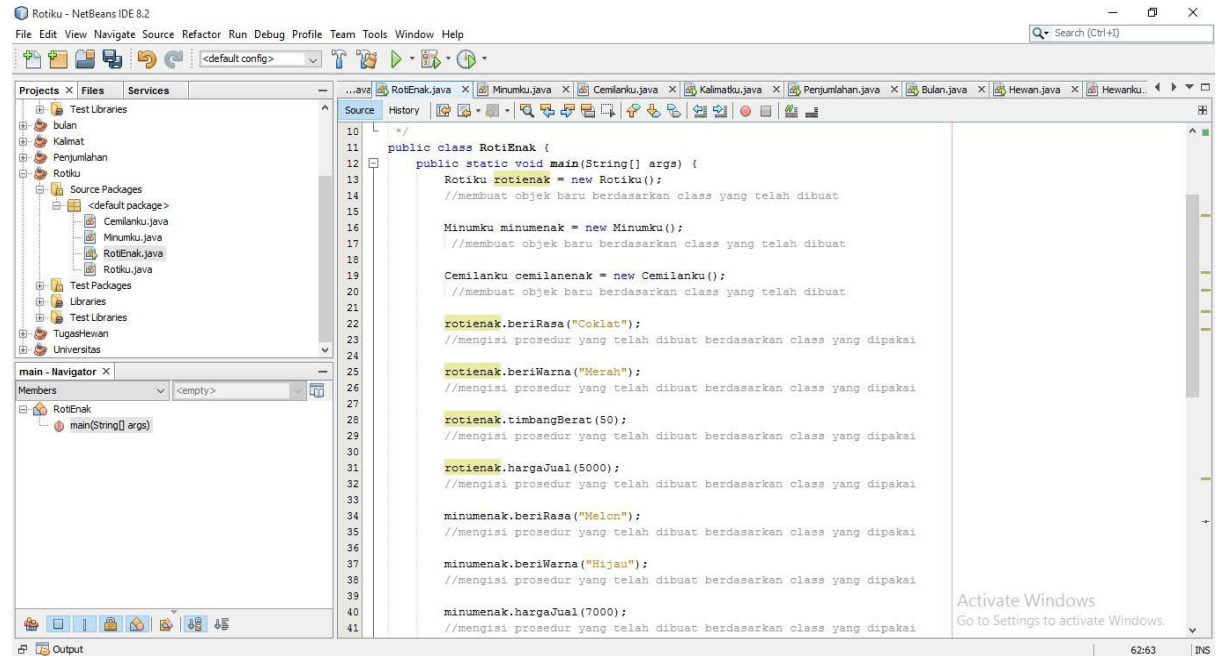 Rotiku - NetBeans IDE 8.2
File Edit View Navigate Source Refactor Run Debug Profile Team Tools Window Help
Search (Ctrl+I)
<default config>
Projects Files Services
Test Libraries
bulan
Kalimat
Penjumlahan
Rotiku
Source Packages
<default package>
Cemilanku.java
Minumku.java
RotiEnak.java
Rotiku.java
Test Packages
Libraries
Test Libraries
TugasHewan
Universitas
main - Navigator
Members <empty>
RotiEnak
main(String[] args)
...ava RotiEnak.java Minumku.java Cemilanku.java Kalimatku.java Penjumlahan.java Bulan.java Hewan.java Hewanku..
Source History
10 */
11 public class RotiEnak {
12 public static void main(String[] args) {
13 Rotiku rotienak = new Rotiku();
14 //membuat objek baru berdasarkan class yang telah dibuat
15
16 Minumku minumenak = new Minumku();
17 //membuat objek baru berdasarkan class yang telah dibuat
18
19 Cemilanku cemilanenak = new Cemilanku();
20 //membuat objek baru berdasarkan class yang telah dibuat
21
22 rotienak.beriRasa("Coklat");
23 //mengisi prosedur yang telah dibuat berdasarkan class yang dipakai
24
25 rotienak.beriWarna("Merah");
26 //mengisi prosedur yang telah dibuat berdasarkan class yang dipakai
27
28 rotienak.timbangBerat(50);
29 //mengisi prosedur yang telah dibuat berdasarkan class yang dipakai
30
31 rotienak.hargaJual(5000);
32 //mengisi prosedur yang telah dibuat berdasarkan class yang dipakai
33
34 minumenak.beriRasa("Melon");
35 //mengisi prosedur yang telah dibuat berdasarkan class yang dipakai
36
37 minumenak.beriWarna("Hijau");
38 //mengisi prosedur yang telah dibuat berdasarkan class yang dipakai
39
40 minumenak.hargaJual(7000);
41 //mengisi prosedur yang telah dibuat berdasarkan class yang dipakai
Activate Windows
Go to Settings to activate Windows.
Output
62:63 INS